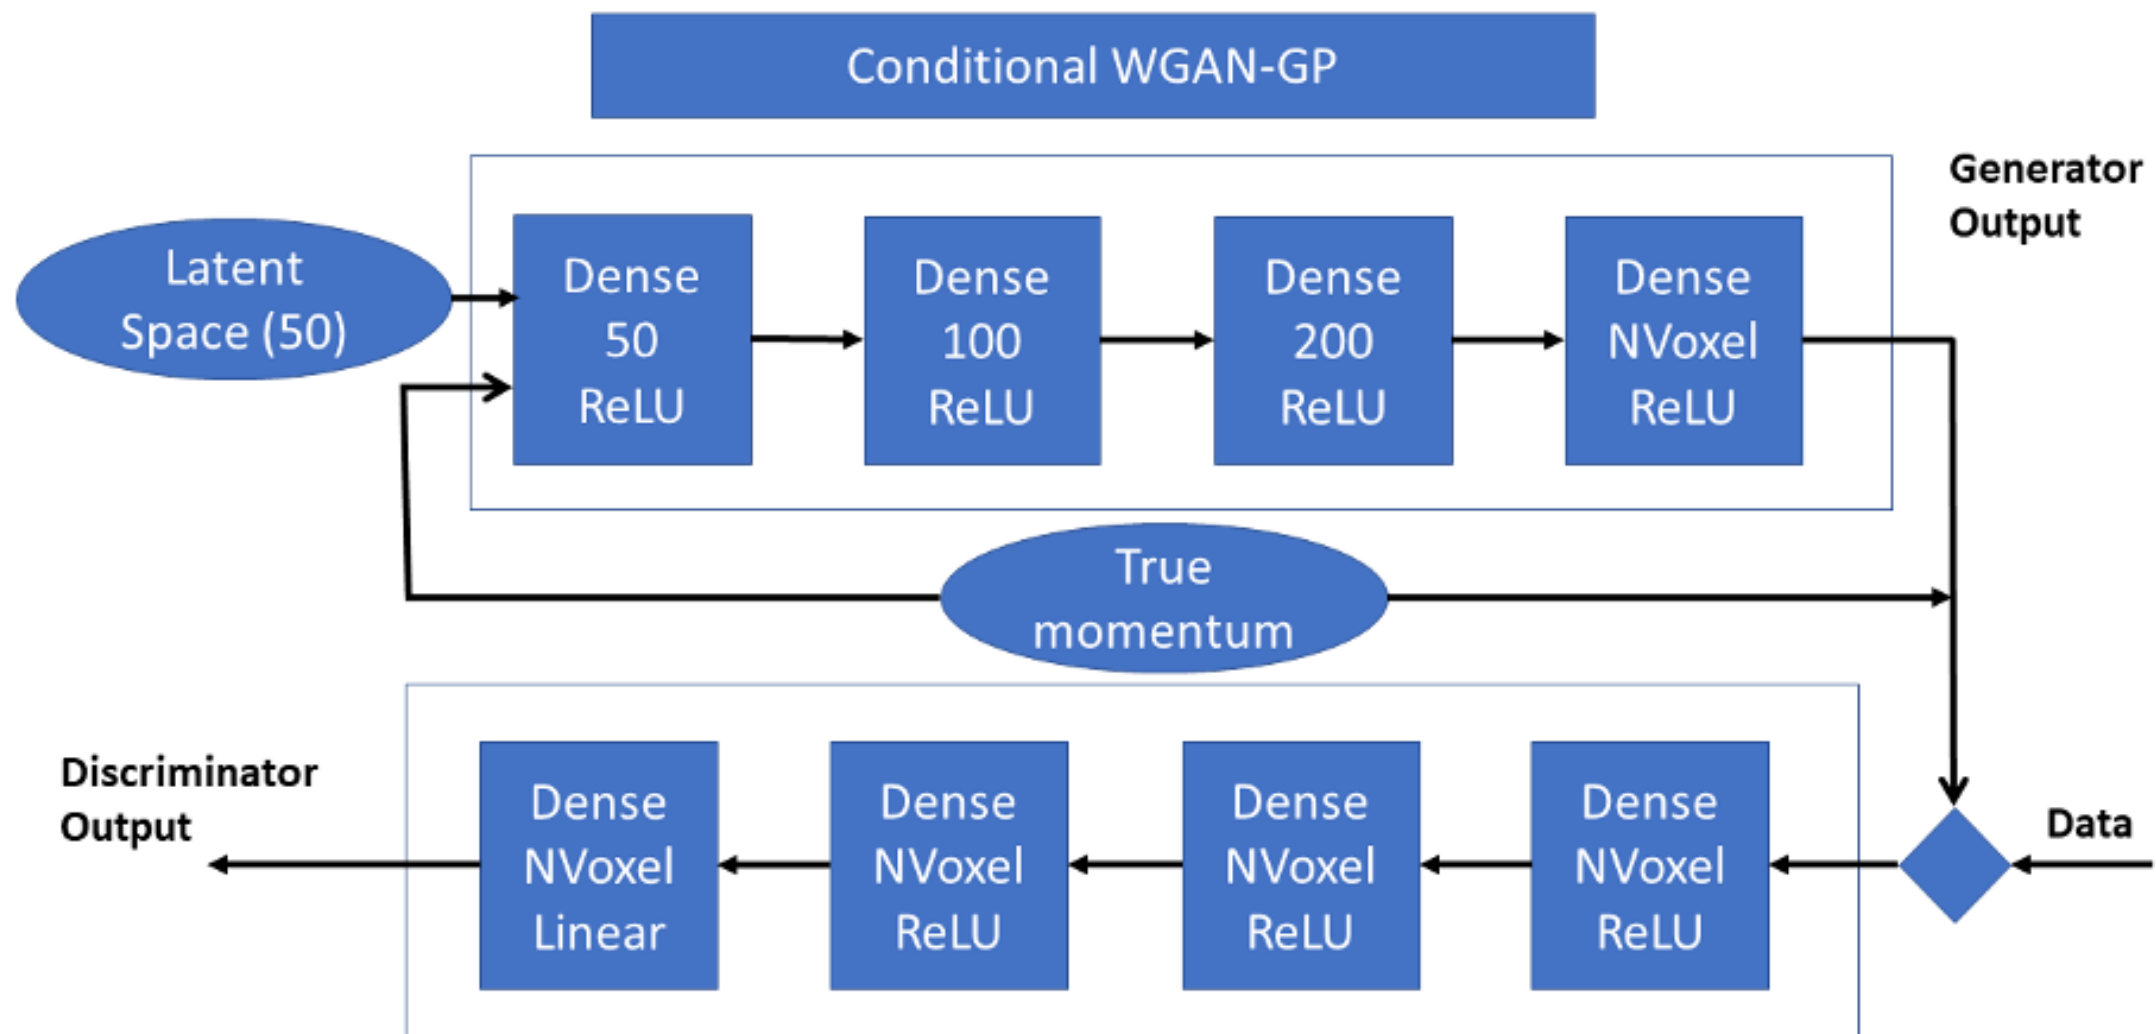 Conditional WGAN-GP
Generator
Output
Latent
Space (50)
Dense
50
ReLU
Dense
100
ReLU
Dense
200
ReLU
Dense
NVoxel
ReLU
True
momentum
Discriminator
Output
Dense
NVoxel
Linear
Dense
NVoxel
ReLU
Dense
NVoxel
ReLU
Dense
NVoxel
ReLU
Data